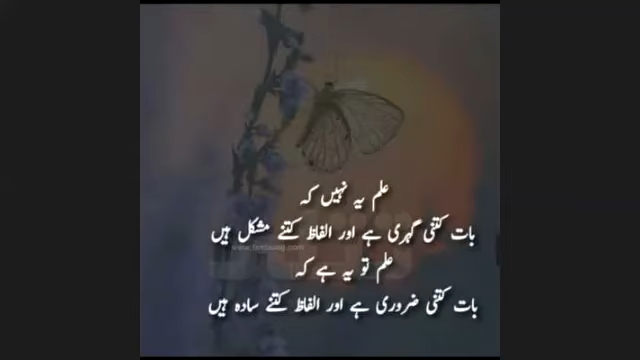 علم یہ نہیں کہ
بات کتنی گہری ہے اور الفاظ کتنے مشکل ہیں
علم تو یہ ہے کہ
بات کتنی ضروری ہے اور الفاظ کتنے سادہ ہیں